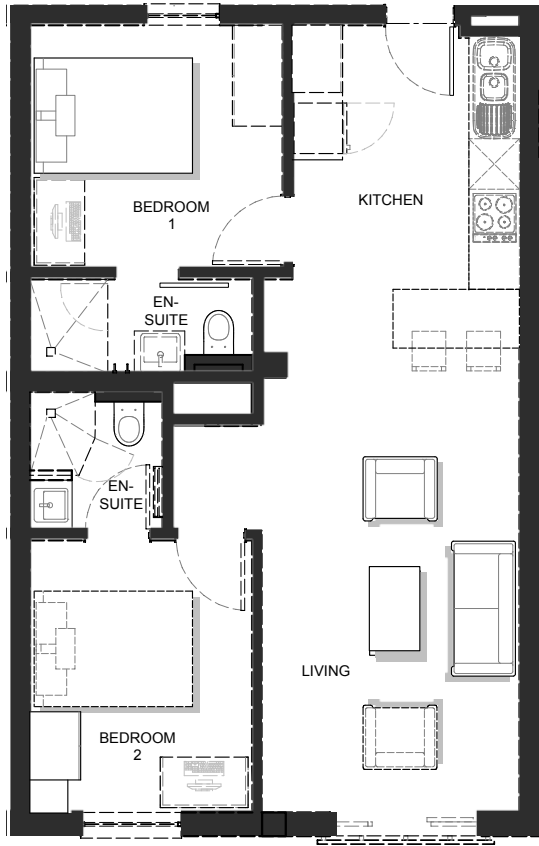 BEDROOM
1
KITCHEN
EN-
SUITE
EN-
SUITE
LIVING
BEDROOM
2